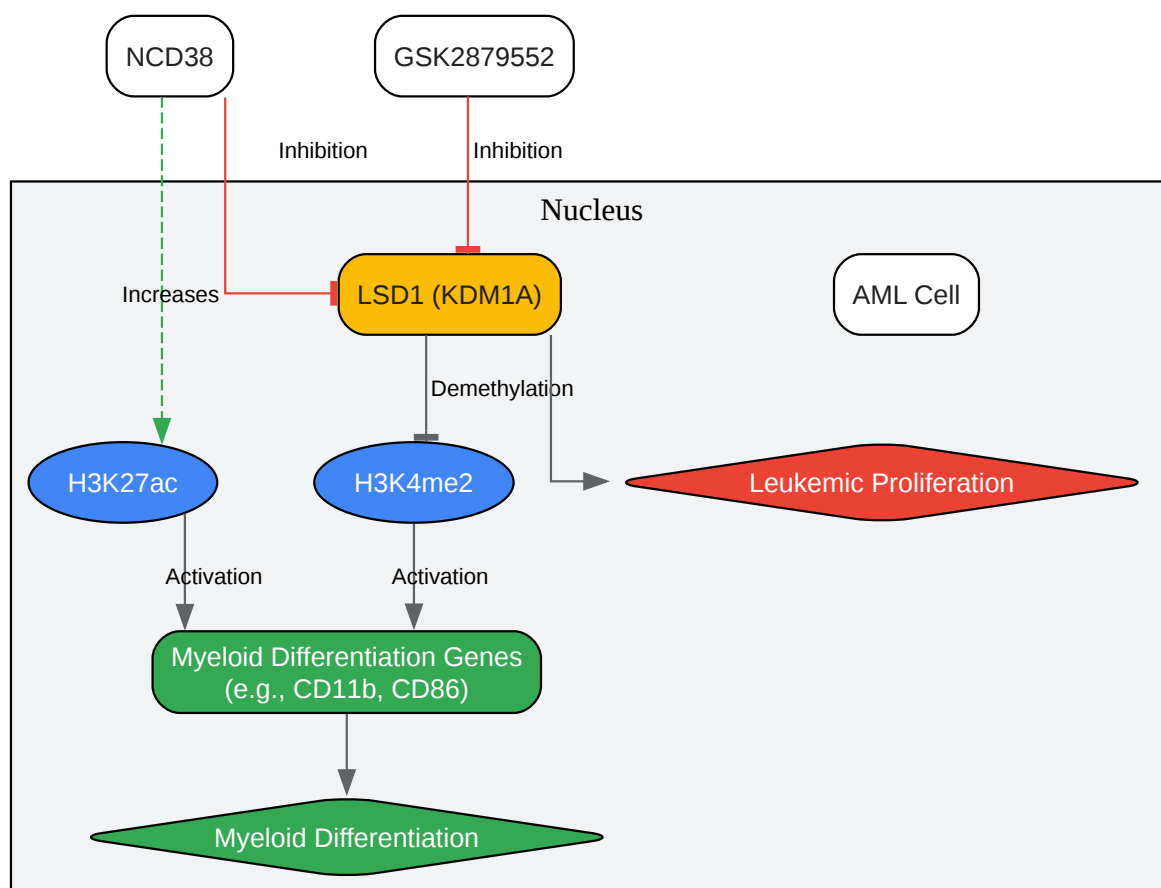 NCD38
GSK2879552
Inhibition
Inhibition
Nucleus
Increases
LSD1 (KDM1A)
AML Cell
Demethylation
H3K27ac
H3K4me2
Leukemic Proliferation
Activation
Activation
Myeloid Differentiation Genes
(e.g., CD11b, CD86)
Myeloid Differentiation